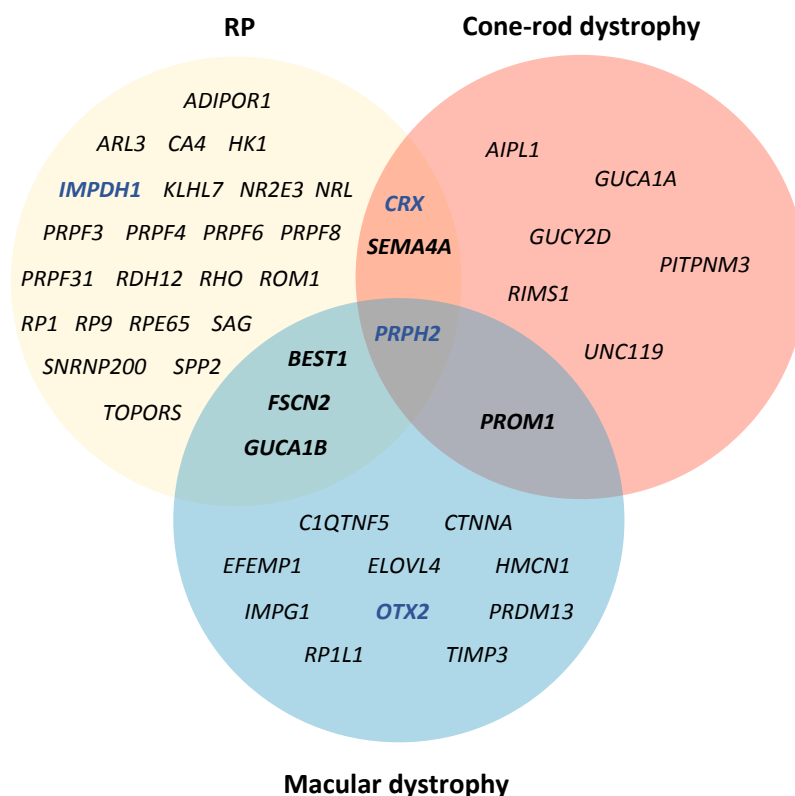 RP
Cone-rod dystrophy
ADIPOR1
ARL3 CA4 HK1
IMPDH1 KLHL7 NR2E3 NRL
PRPF3 PRPF4 PRPF6 PRPF8
PRPF31 RDH12 RHO ROM1
RP1 RP9 RPE65 SAG
SNRNP200 SPP2
TOPORS
CRX
SEMA4A
PRPH2
BEST1
FSCN2
GUCA1B
AIPL1
GUCA1A
GUCY2D
PITPNM3
RIMS1
UNC119
PROM1
C1QTNF5 CTNNA
EFEMP1 ELOVL4 HMCN1
IMPG1 OTX2 PRDM13
RP1L1 TIMP3
Macular dystrophy